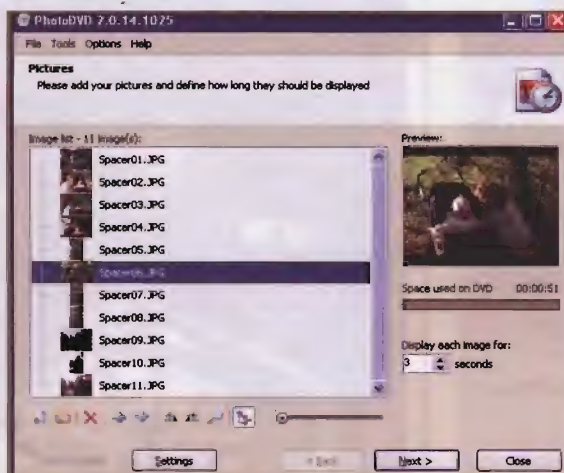 PhotoDVD 2.0.14.1025
File Tools Options Help
Pictures
Please add your pictures and define how long they should be displayed
Image list - 11 image(s):
Preview:
Spacer01.JPG
Spacer02.JPG
Spacer03.JPG
Spacer04.JPG
Spacer05.JPG
Spacer06.JPG
Spacer07.JPG
Spacer08.JPG
Spacer09.JPG
Spacer10.JPG
Spacer11.JPG
Space used on DVD 00:00:51
Display each image for:
3 seconds
Settings
< Back
Next >
Close